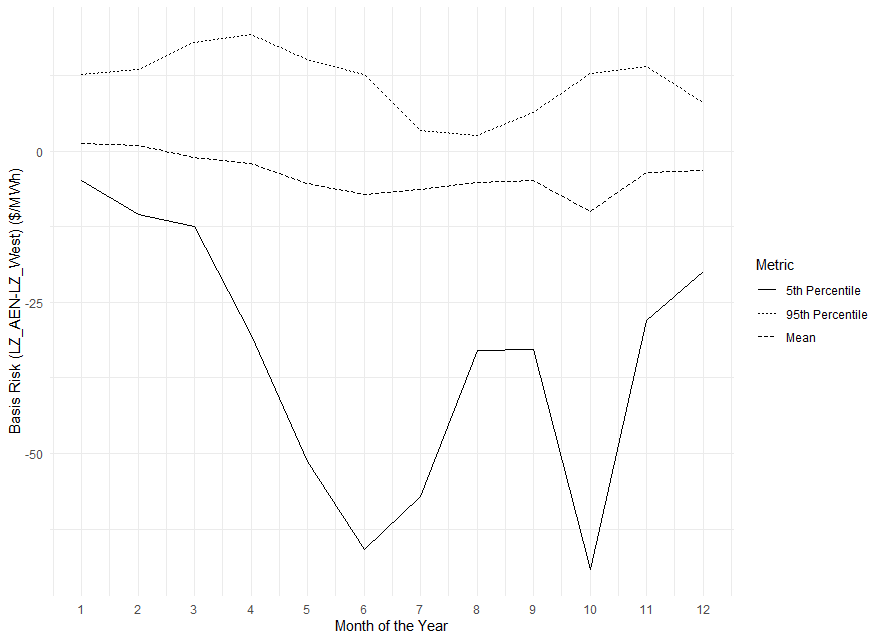 Basis Risk (LZ_AEN-LZ_West) ($/MWh)
0
-25
-50
1 2 3 4 5 6 7 8 9 10 11 12
Month of the Year
Metric
5th Percentile
95th Percentile
Mean